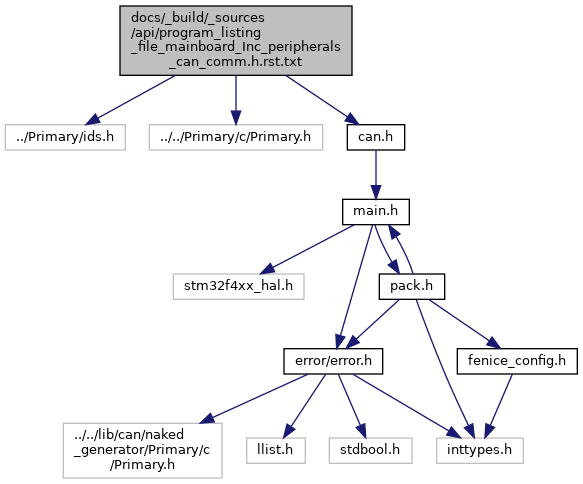 docs/_build/_sources
/api/program_listing
_file_mainboard_Inc_peripherals
_can_comm.h.rst.txt
../Primary/ids.h
../../Primary/c/Primary.h
can.h
main.h
stm32f4xx_hal.h
pack.h
error/error.h
fenice_config.h
../../lib/can/naked
_generator/Primary/c
/Primary.h
llist.h
stdbool.h
inttypes.h